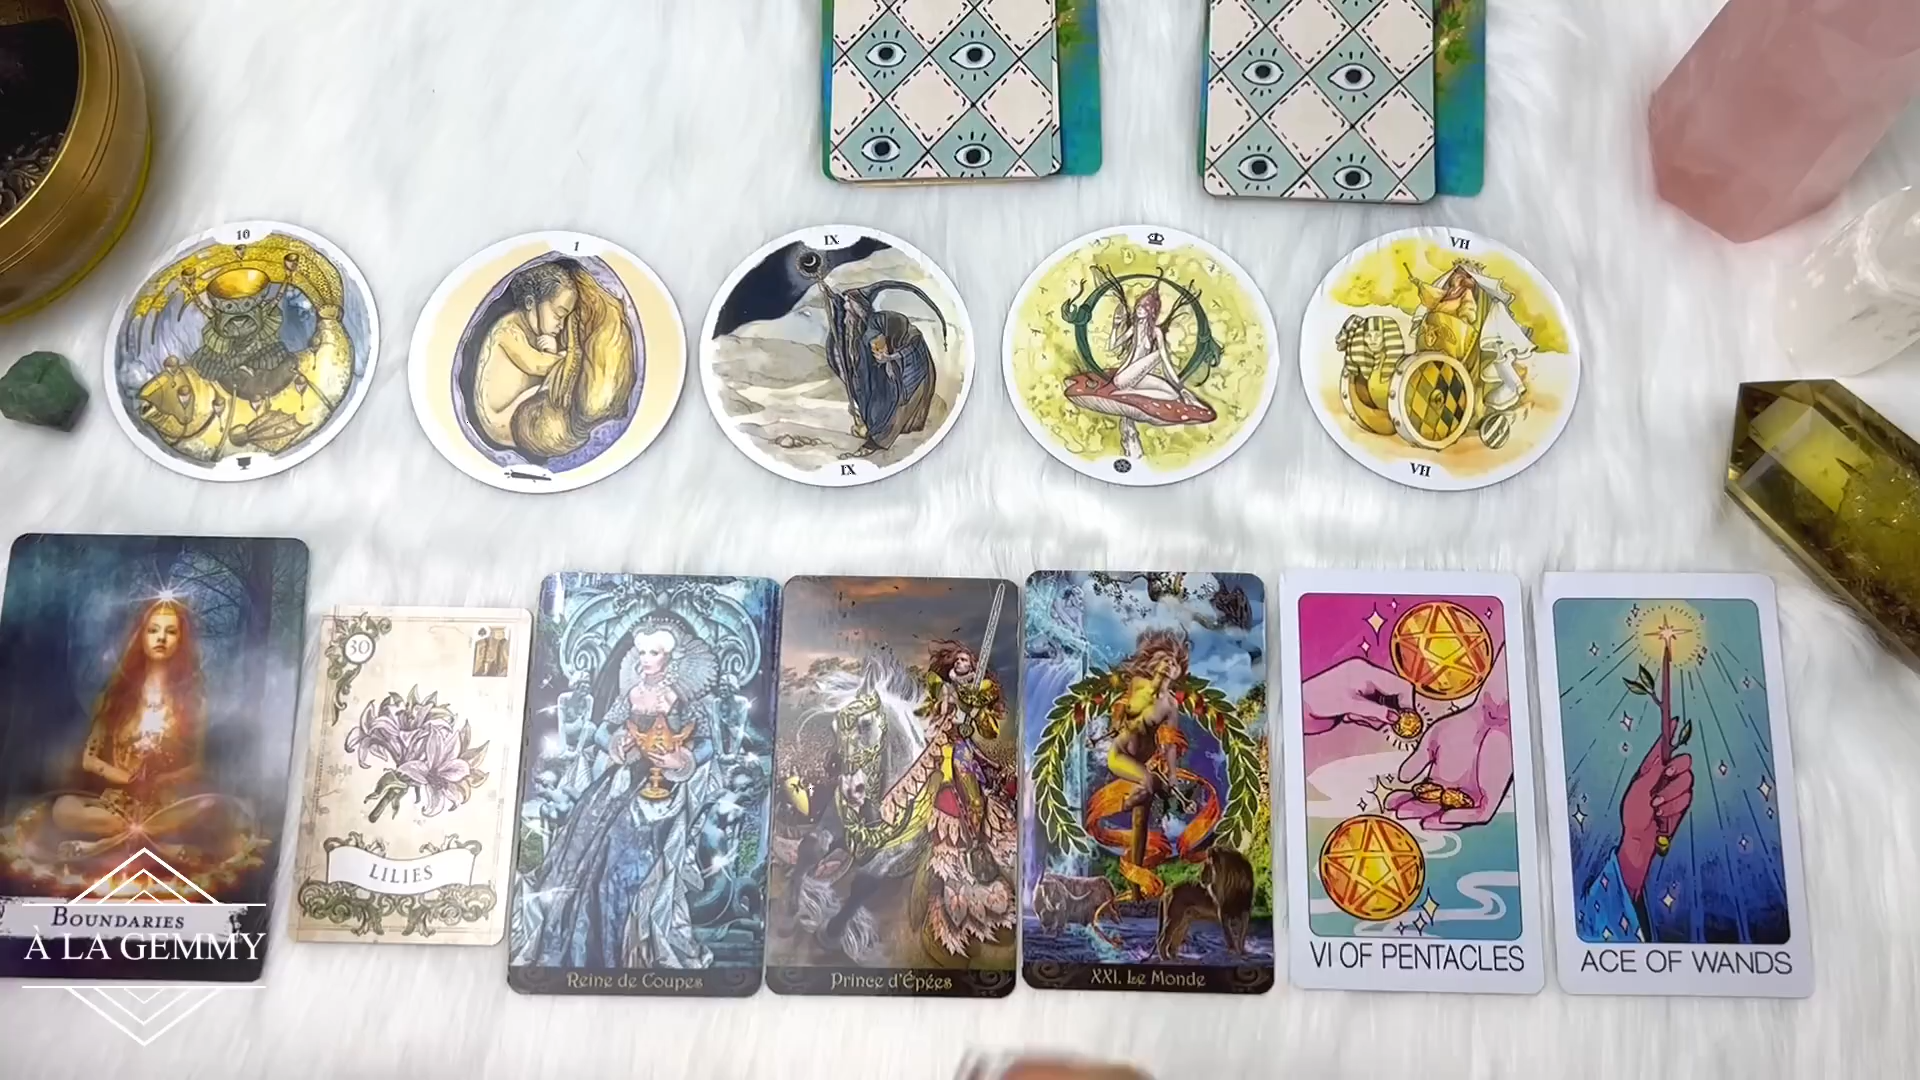 10
I
IX
VII
IX
VII
30
LILIES
BOUNDARIES
À LA GEMMY
Reine de Coupes
Prince d'Épées
XXI. Le Monde
VI OF PENTACLES
ACE OF WANDS